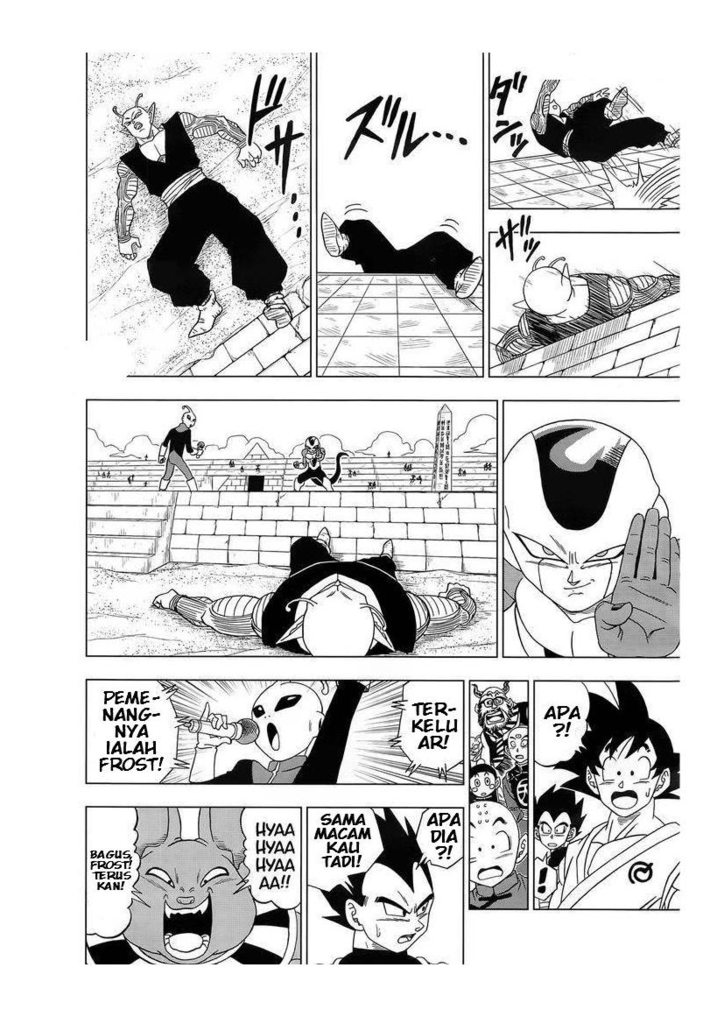 ダンッ
ザッ
ズル…
ドサ…
APA
?!
TER-
KELU
AR!
PEME-
NANG-
NYA
IALAH
FROST!
APA
DIA
?!
SAMA
MACAM
KALI
TADI!
HYAA
HYAA
HYAA
AA!!
BAGUS,
FROST!
TERUS
KAN!
!